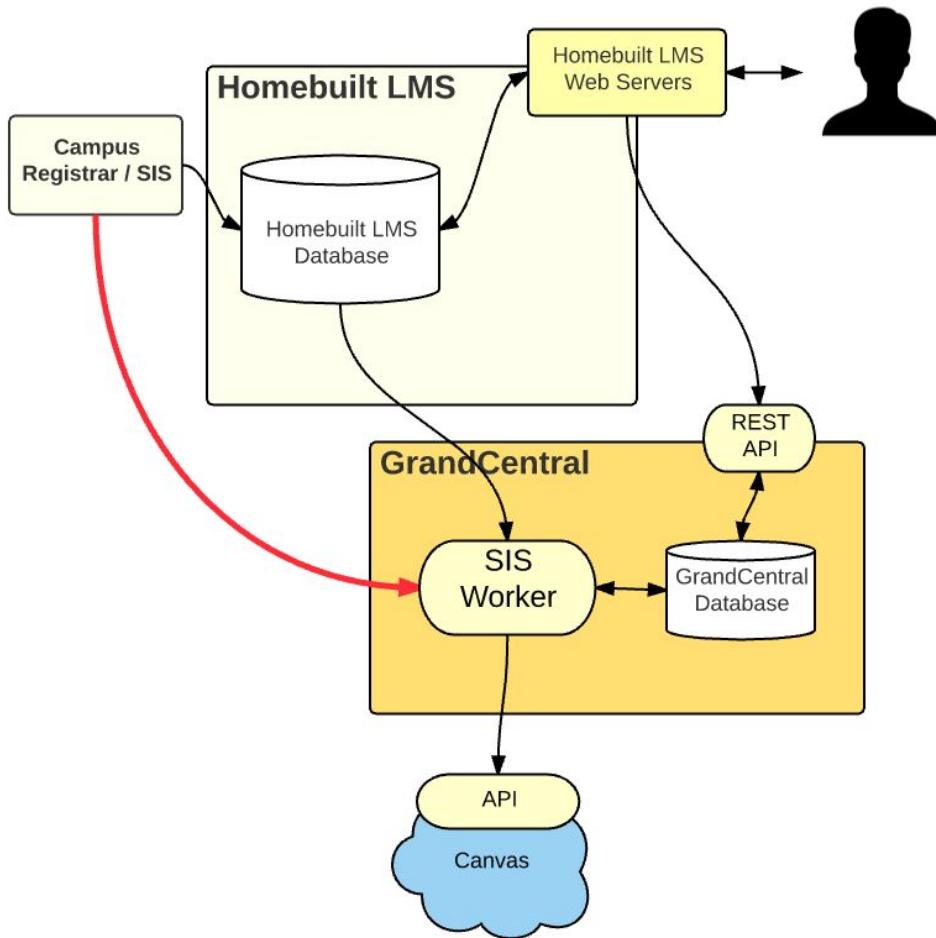 Homebuilt LMS
Web Servers
Homebuilt LMS
Campus
Registrar / SIS
Homebuilt LMS
Database
REST
API
GrandCentral
SIS
Worker
GrandCentral
Database
API
Canvas